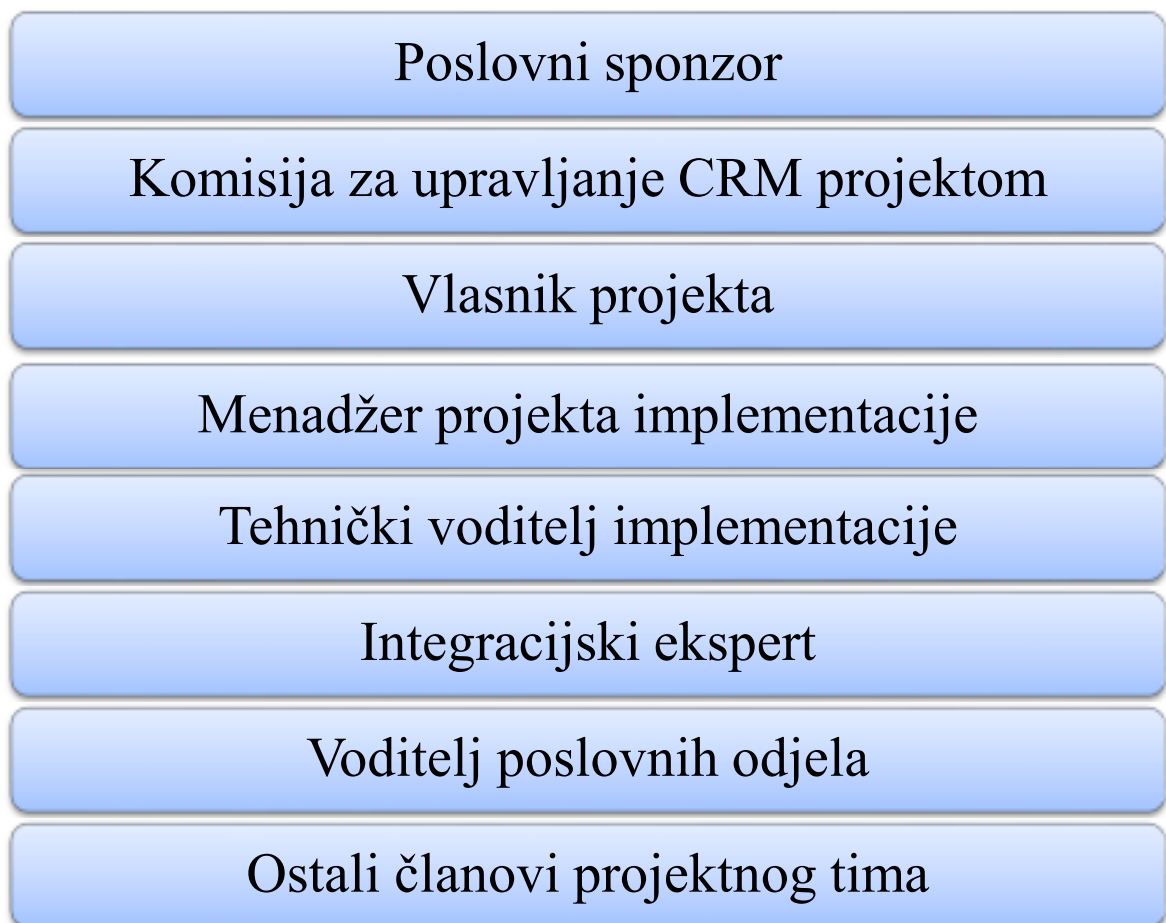 Poslovni sponzor
Komisija za upravljanje CRM projektom
Vlasnik projekta
Menadžer projekta implementacije
Tehnički voditelj implementacije
Integracijski ekspert
Voditelj poslovnih odjela
Ostali članovi projektnog tima